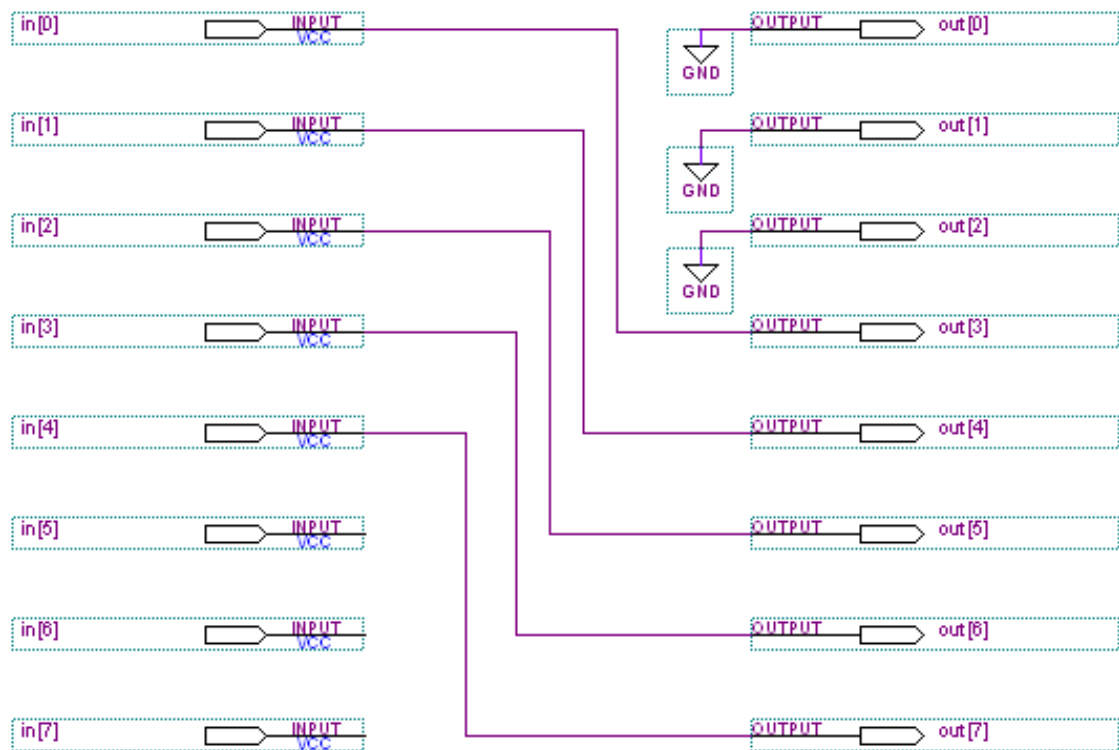 in[0] INPUT VCC OUTPUT out[0]
GND
in[1] INPUT VCC OUTPUT out[1]
GND
in[2] INPUT VCC OUTPUT out[2]
GND
in[3] INPUT VCC OUTPUT out[3]
in[4] INPUT VCC OUTPUT out[4]
in[5] INPUT VCC OUTPUT out[5]
in[6] INPUT VCC OUTPUT out[6]
in[7] INPUT VCC OUTPUT out[7]